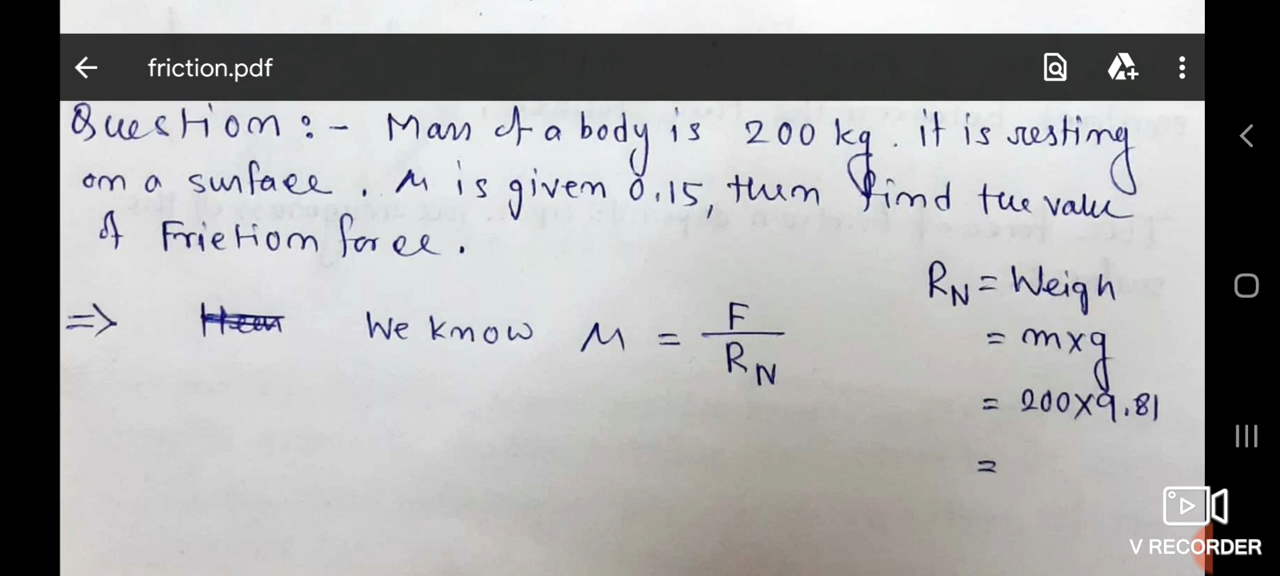 friction.pdf
Question :- Mass of a body is 200 kg. it is resting
on a surface. μ is given 0.15, then find the value
of Friction force.
=> We know μ = F / RN
RN = Weigh
= m×g
= 200×9.81
=
V RECORDER